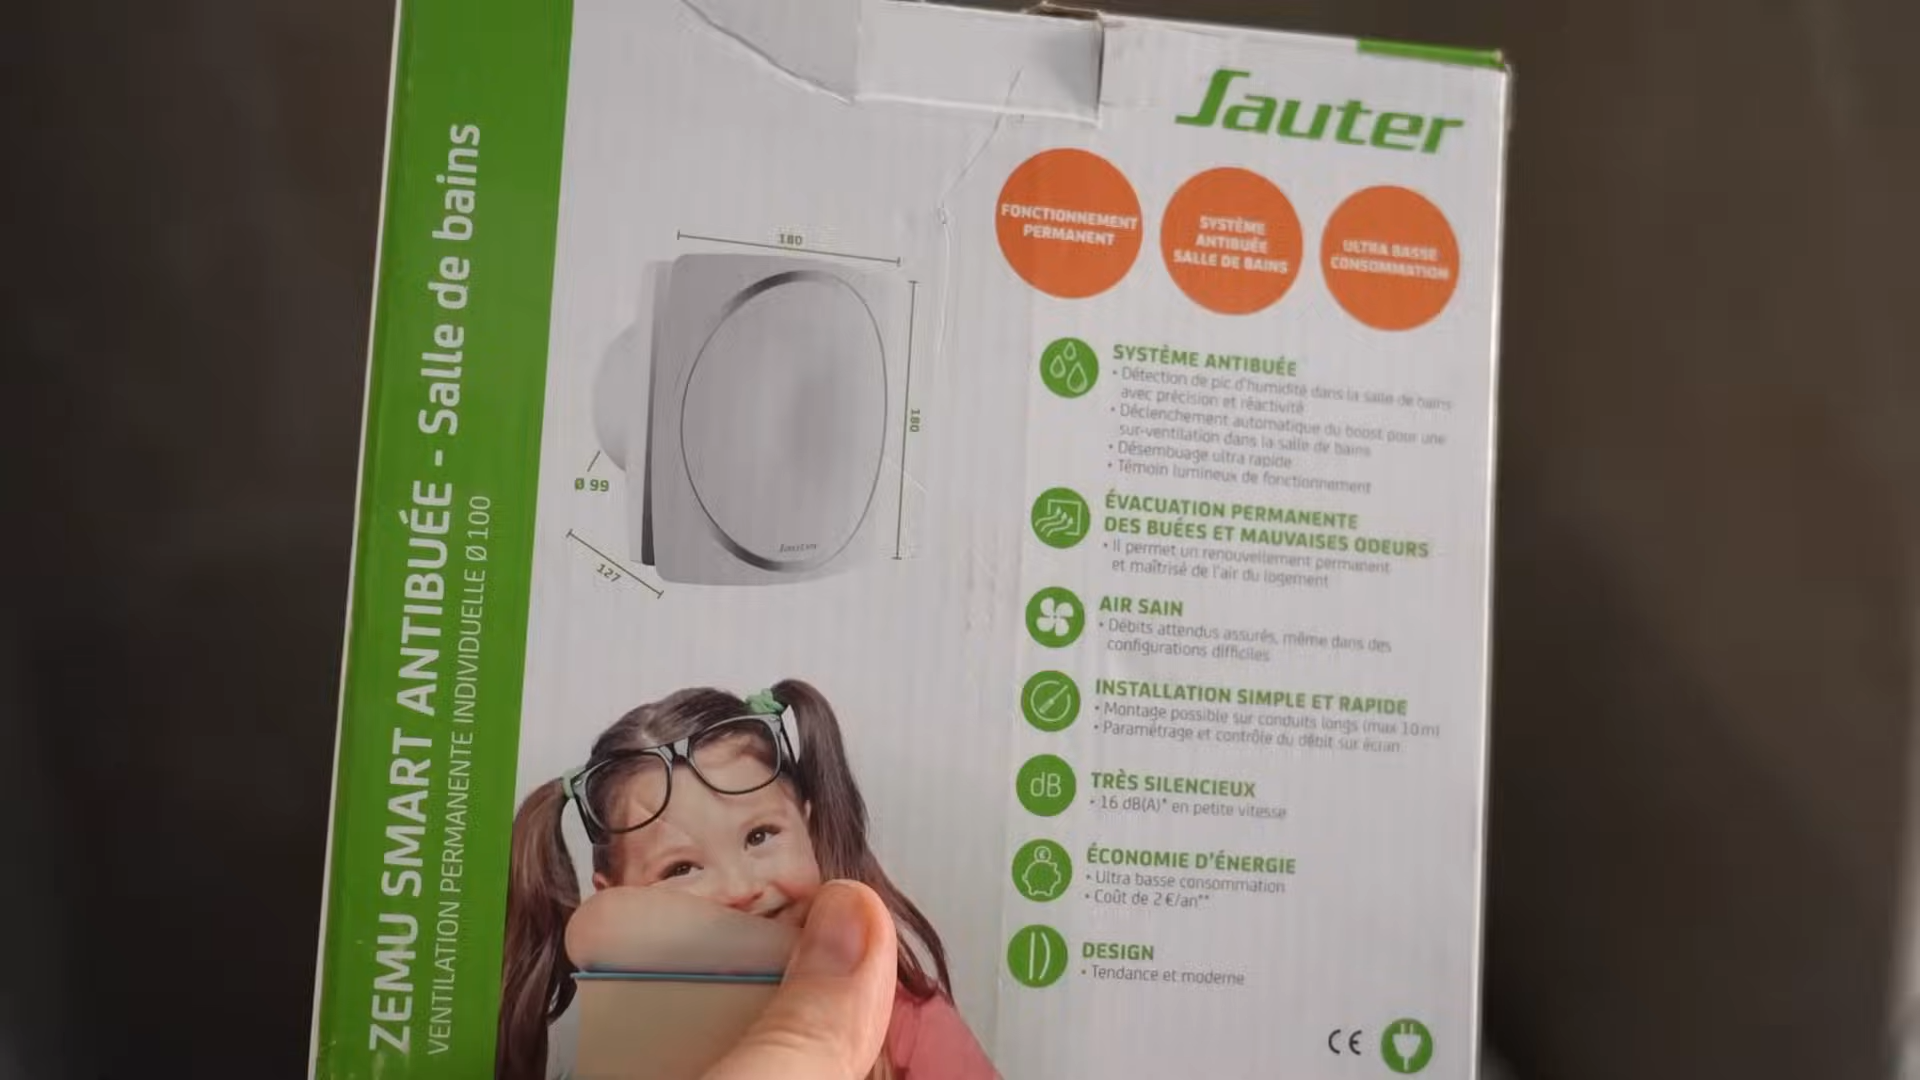 ZEMU SMART ANTIBUÉE - Salle de bains
VENTILATION PERMANENTE INDIVIDUELLE Ø 100
Sauter
FONCTIONNEMENT
PERMANENT
SYSTÈME
ANTIBUÉE
SALLE DE BAINS
ULTRA BASSE
CONSOMMATION
180
180
Ø 99
127
Sauter
SYSTÈME ANTIBUÉE
• Détection de pic d'humidité dans la salle de bains
avec précision et réactivité
• Déclenchement automatique du boost pour une
sur-ventilation dans la salle de bains
• Désembuage ultra rapide
• Témoin lumineux de fonctionnement
ÉVACUATION PERMANENTE
DES BUÉES ET MAUVAISES ODEURS
• Il permet un renouvellement permanent
et maîtrisé de l'air du logement
AIR SAIN
• Débits attendus assurés, même dans des
configurations difficiles
INSTALLATION SIMPLE ET RAPIDE
• Montage possible sur conduits longs (max 10 m)
• Paramétrage et contrôle du débit sur écran
dB
TRÈS SILENCIEUX
• 16 dB(A)* en petite vitesse
€
ÉCONOMIE D'ÉNERGIE
• Ultra basse consommation
• Coût de 2 €/an**
DESIGN
• Tendance et moderne
CE